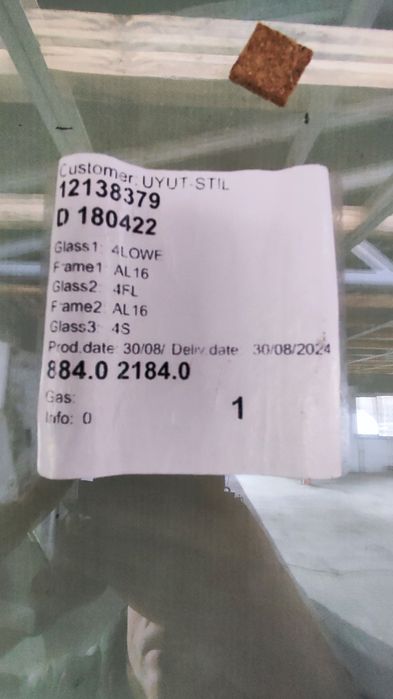 Customer: UYUT-STIL
12138379
D 180422
Glass1: 4LOWE
Frame1 AL16
Glass2: 4FL
Frame2: AL16
Glass3: 4S
Prod.date 30/08/ Deliv.date: 30/08/2024
884.0 2184.0
Gas:
1
Info: 0